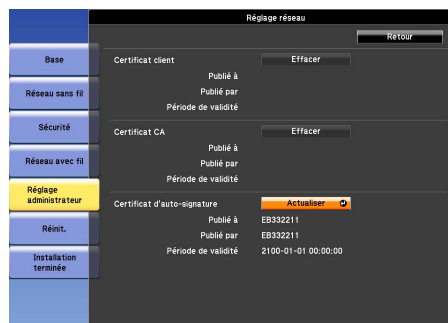 Réglage réseau
Retour
Base
Réseau sans fil
Sécurité
Réseau avec fil
Réglage
administrateur
Réinit.
Installation
terminée
Certificat client Effacer
Publié à
Publié par
Période de validité
Certificat CA Effacer
Publié à
Publié par
Période de validité
Certificat d'auto-signature Actualiser
Publié à EB332211
Publié par EB332211
Période de validité 2100-01-01 00:00:00